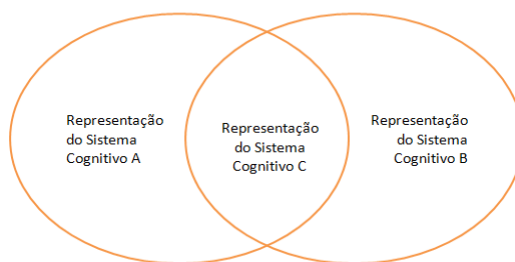 Representação
do Sistema
Cognitivo A
Representação
do Sistema
Cognitivo C
Representação
do Sistema
Cognitivo B